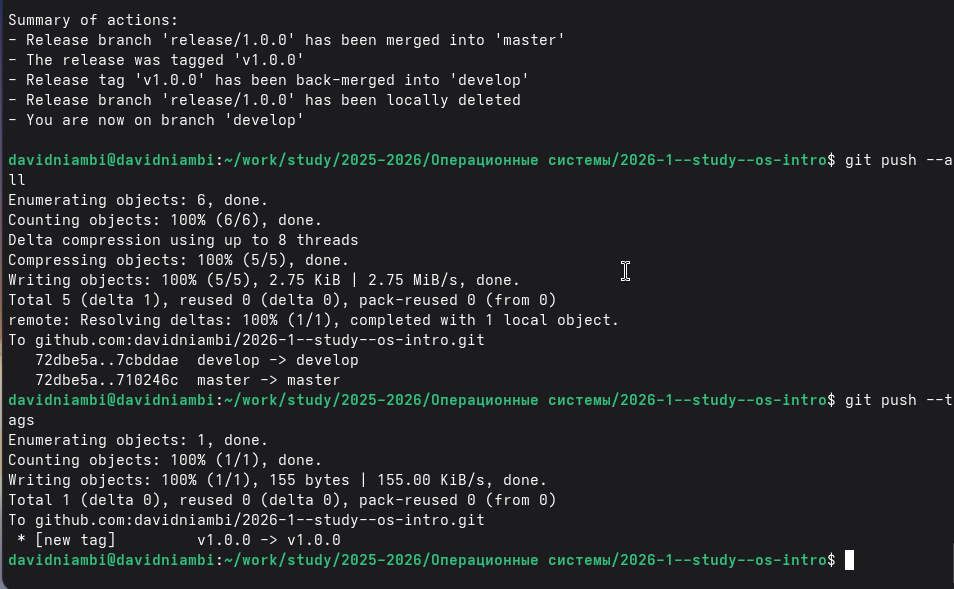 Summary of actions:
- Release branch 'release/1.0.0' has been merged into 'master'
- The release was tagged 'v1.0.0'
- Release tag 'v1.0.0' has been back-merged into 'develop'
- Release branch 'release/1.0.0' has been locally deleted
- You are now on branch 'develop'
davidniambi@davidniambi:~/work/study/2025-2026/Операционные системы/2026-1--study--os-intro$ git push --a
ll
Enumerating objects: 6, done.
Counting objects: 100% (6/6), done.
Delta compression using up to 8 threads
Compressing objects: 100% (5/5), done.
Writing objects: 100% (5/5), 2.75 KiB | 2.75 MiB/s, done.
Total 5 (delta 1), reused 0 (delta 0), pack-reused 0 (from 0)
remote: Resolving deltas: 100% (1/1), completed with 1 local object.
To github.com:davidniambi/2026-1--study--os-intro.git
   72dbe5a..7cbddae  develop -> develop
   72dbe5a..710246c  master -> master
davidniambi@davidniambi:~/work/study/2025-2026/Операционные системы/2026-1--study--os-intro$ git push --t
ags
Enumerating objects: 1, done.
Counting objects: 100% (1/1), done.
Writing objects: 100% (1/1), 155 bytes | 155.00 KiB/s, done.
Total 1 (delta 0), reused 0 (delta 0), pack-reused 0 (from 0)
To github.com:davidniambi/2026-1--study--os-intro.git
 * [new tag]         v1.0.0 -> v1.0.0
davidniambi@davidniambi:~/work/study/2025-2026/Операционные системы/2026-1--study--os-intro$